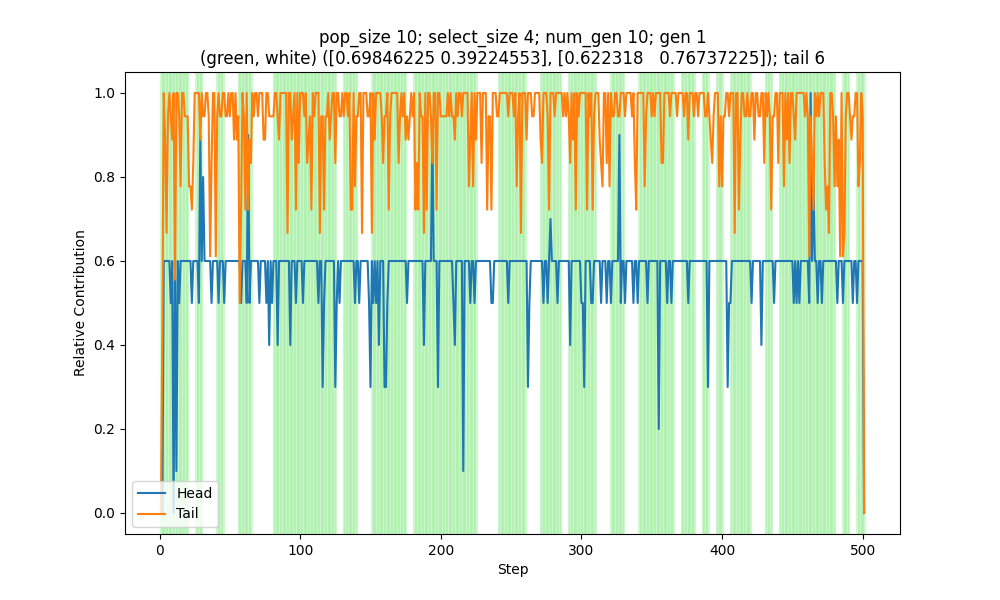 pop_size 10; select_size 4; num_gen 10; gen 1
(green, white) ([0.69846225 0.39224553], [0.622318   0.76737225]); tail 6
1.0
0.8
0.6
0.4
0.2
0.0
Relative Contribution
Head
Tail
0
100
200
300
400
500
Step